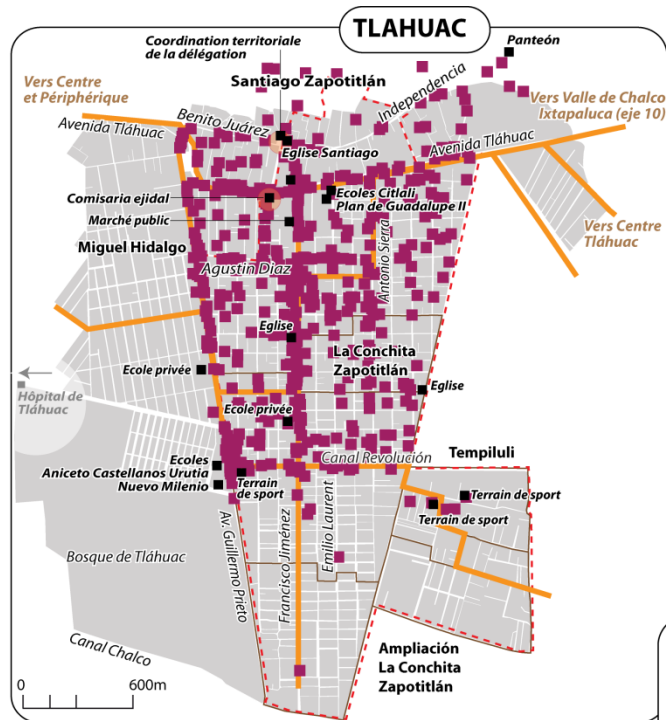 TLAHUAC
Coordination territoriale
de la délégation
Panteón
Santiago Zapotitlán
Independencia
Vers Centre
et Périphérique
Vers Valle de Chalco
Ixtapaluca (eje 10)
Benito Juárez
Avenida Tláhuac
Avenida Tláhuac
Eglise Santiago
Comisaria ejidal
Ecoles Citlali
Plan de Guadalupe II
Marché public
Vers Centre
Tláhuac
Miguel Hidalgo
Antonio Sierra
Agustin Diaz
Eglise
La Conchita
Zapotitlán
Ecole privée
Eglise
Hôpital de
Tláhuac
Ecole privée
Canal Revolución
Templiluli
Ecoles
Aniceto Castellanos Urutia
Nuevo Milenio
Terrain de sport
Terrain de sport
Terrain de sport
Av. Guillermo Prieto
Francisco Jiménez
Emilio Laurent
Bosque de Tláhuac
Canal Chalco
Ampliación
La Conchita
Zapotitlán
0
600m